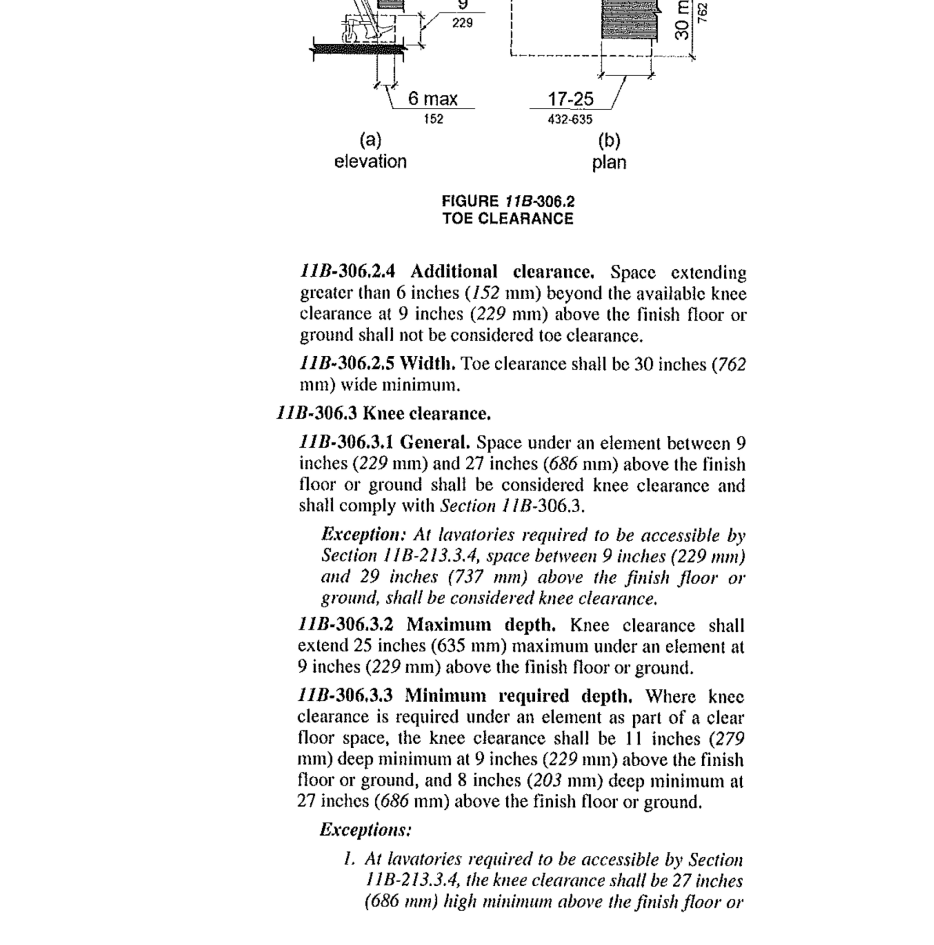 9
229
30 m
762
6 max
152
17-25
432-635
(a)
elevation
(b)
plan
FIGURE 11B-306.2
TOE CLEARANCE
11B-306.2.4 Additional clearance. Space extending
greater than 6 inches (152 mm) beyond the available knee
clearance at 9 inches (229 mm) above the finish floor or
ground shall not be considered toe clearance.
11B-306.2.5 Width. Toe clearance shall be 30 inches (762
mm) wide minimum.
11B-306.3 Knee clearance.
11B-306.3.1 General. Space under an element between 9
inches (229 mm) and 27 inches (686 mm) above the finish
floor or ground shall be considered knee clearance and
shall comply with Section 11B-306.3.
Exception: At lavatories required to be accessible by
Section 11B-213.3.4, space between 9 inches (229 mm)
and 29 inches (737 mm) above the finish floor or
ground, shall be considered knee clearance.
11B-306.3.2 Maximum depth. Knee clearance shall
extend 25 inches (635 mm) maximum under an element at
9 inches (229 mm) above the finish floor or ground.
11B-306.3.3 Minimum required depth. Where knee
clearance is required under an element as part of a clear
floor space, the knee clearance shall be 11 inches (279
mm) deep minimum at 9 inches (229 mm) above the finish
floor or ground, and 8 inches (203 mm) deep minimum at
27 inches (686 mm) above the finish floor or ground.
Exceptions:
1. At lavatories required to be accessible by Section
11B-213.3.4, the knee clearance shall be 27 inches
(686 mm) high minimum above the finish floor or